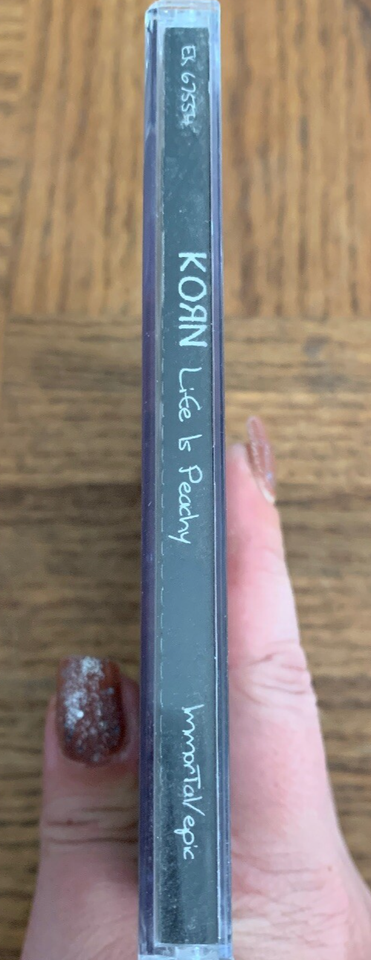 EK 67554
KOЯN Life Is Peachy
Immortal/epic